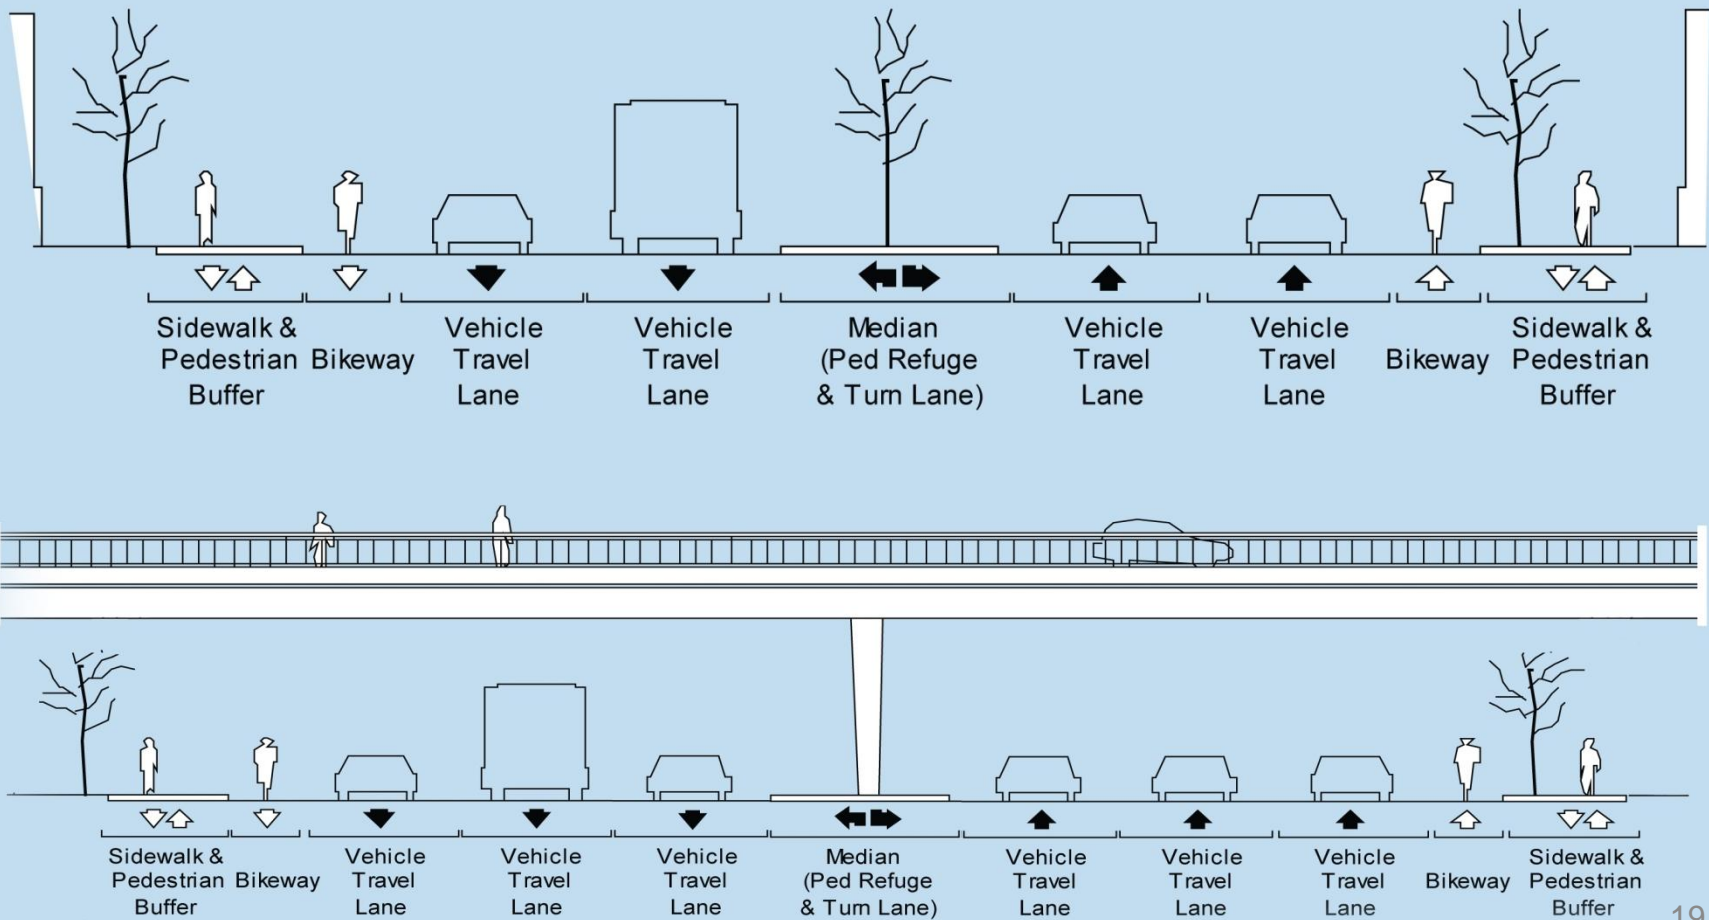 Sidewalk &
Pedestrian
Buffer
Bikeway
Vehicle
Travel
Lane
Vehicle
Travel
Lane
Median
(Ped Refuge
& Turn Lane)
Vehicle
Travel
Lane
Vehicle
Travel
Lane
Bikeway
Sidewalk &
Pedestrian
Buffer
Sidewalk &
Pedestrian
Buffer
Bikeway
Vehicle
Travel
Lane
Vehicle
Travel
Lane
Vehicle
Travel
Lane
Median
(Ped Refuge
& Turn Lane)
Vehicle
Travel
Lane
Vehicle
Travel
Lane
Vehicle
Travel
Lane
Bikeway
Sidewalk &
Pedestrian
Buffer
19